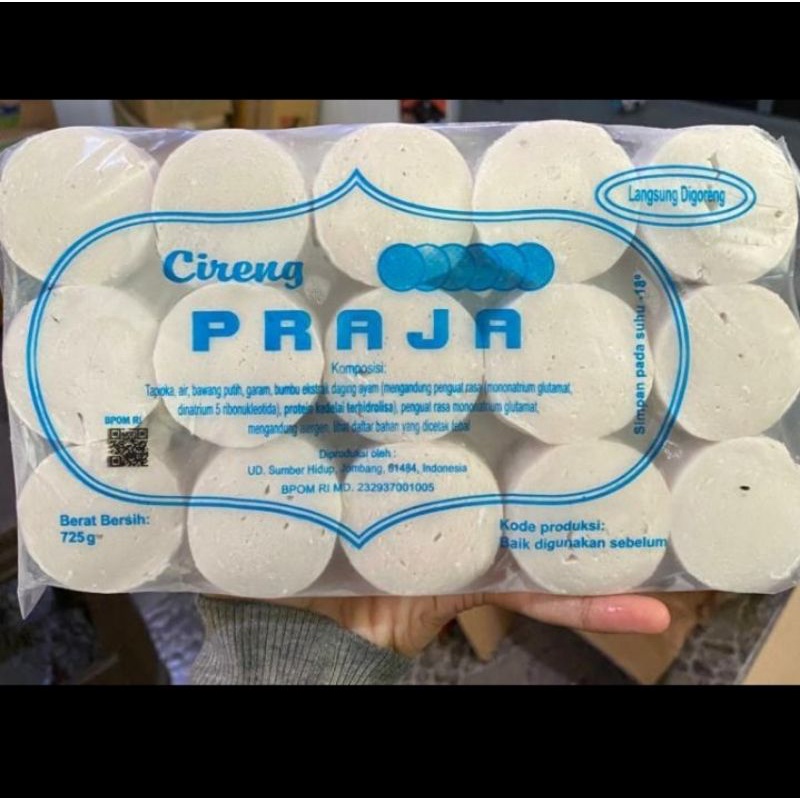 Langsung Digoreng
Cireng
PRAJA
Komposisi:
Tapioka, air, bawang putih, garam, bumbu ekstrak daging ayam (mengandung penguat rasa (mononatrium glutamat,
dinatrium 5 ribonukleotida), protein kedelai terhidrolisa), penguat rasa mononatrium glutamat,
mengandung alergen, lihat daftar bahan yang dicetak tebal
Simpan pada suhu -18°
BPOM RI
Diproduksi oleh :
UD. Sumber Hidup, Jombang, 61484, Indonesia
BPOM RI MD. 232937001005
Berat Bersih:
725g
Kode produksi:
Baik digunakan sebelum